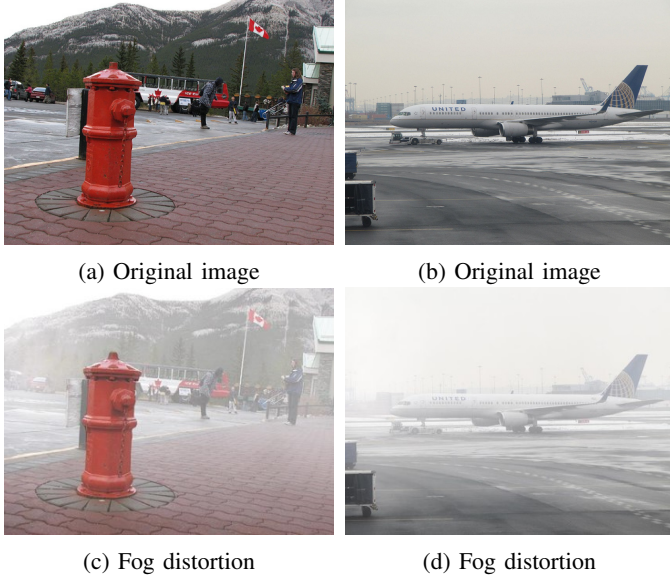 UNITED
(a) Original image
(b) Original image
UNITED
(c) Fog distortion
(d) Fog distortion